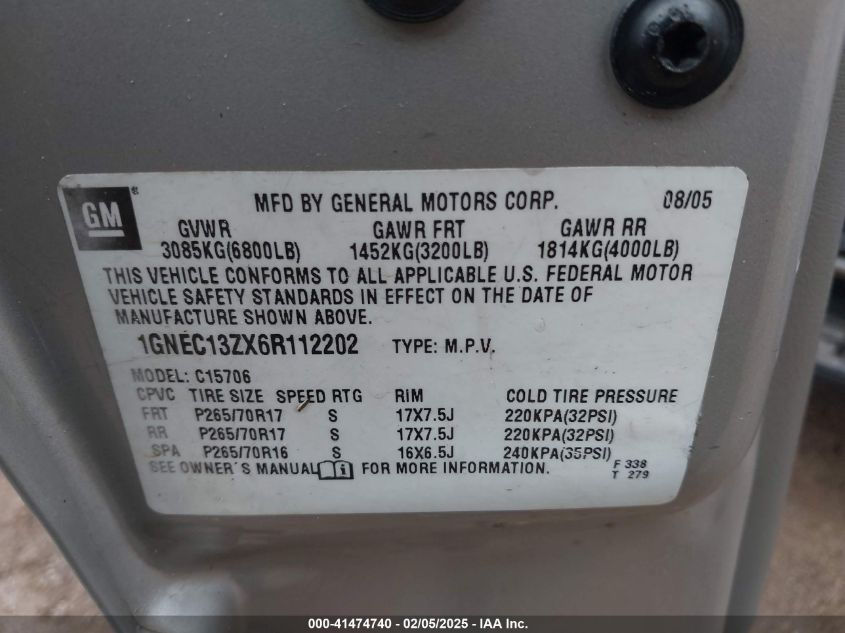 GM®
MFD BY GENERAL MOTORS CORP. 08/05
GVWR GAWR FRT GAWR RR
3085KG(6800LB) 1452KG(3200LB) 1814KG(4000LB)
THIS VEHICLE CONFORMS TO ALL APPLICABLE U.S. FEDERAL MOTOR
VEHICLE SAFETY STANDARDS IN EFFECT ON THE DATE OF
MANUFACTURE SHOWN ABOVE.
1GNEC13ZX6R112202 TYPE: M.P.V.
MODEL: C15706
CPVC TIRE SIZE SPEED RTG RIM COLD TIRE PRESSURE
FRT P265/70R17 S 17X7.5J 220KPA(32PSI)
RR P265/70R17 S 17X7.5J 220KPA(32PSI)
SPA P265/70R16 S 16X6.5J 240KPA(35PSI)
SEE OWNER'S MANUAL i FOR MORE INFORMATION. F 338
T 279
000-41474740 - 02/05/2025 - IAA Inc.